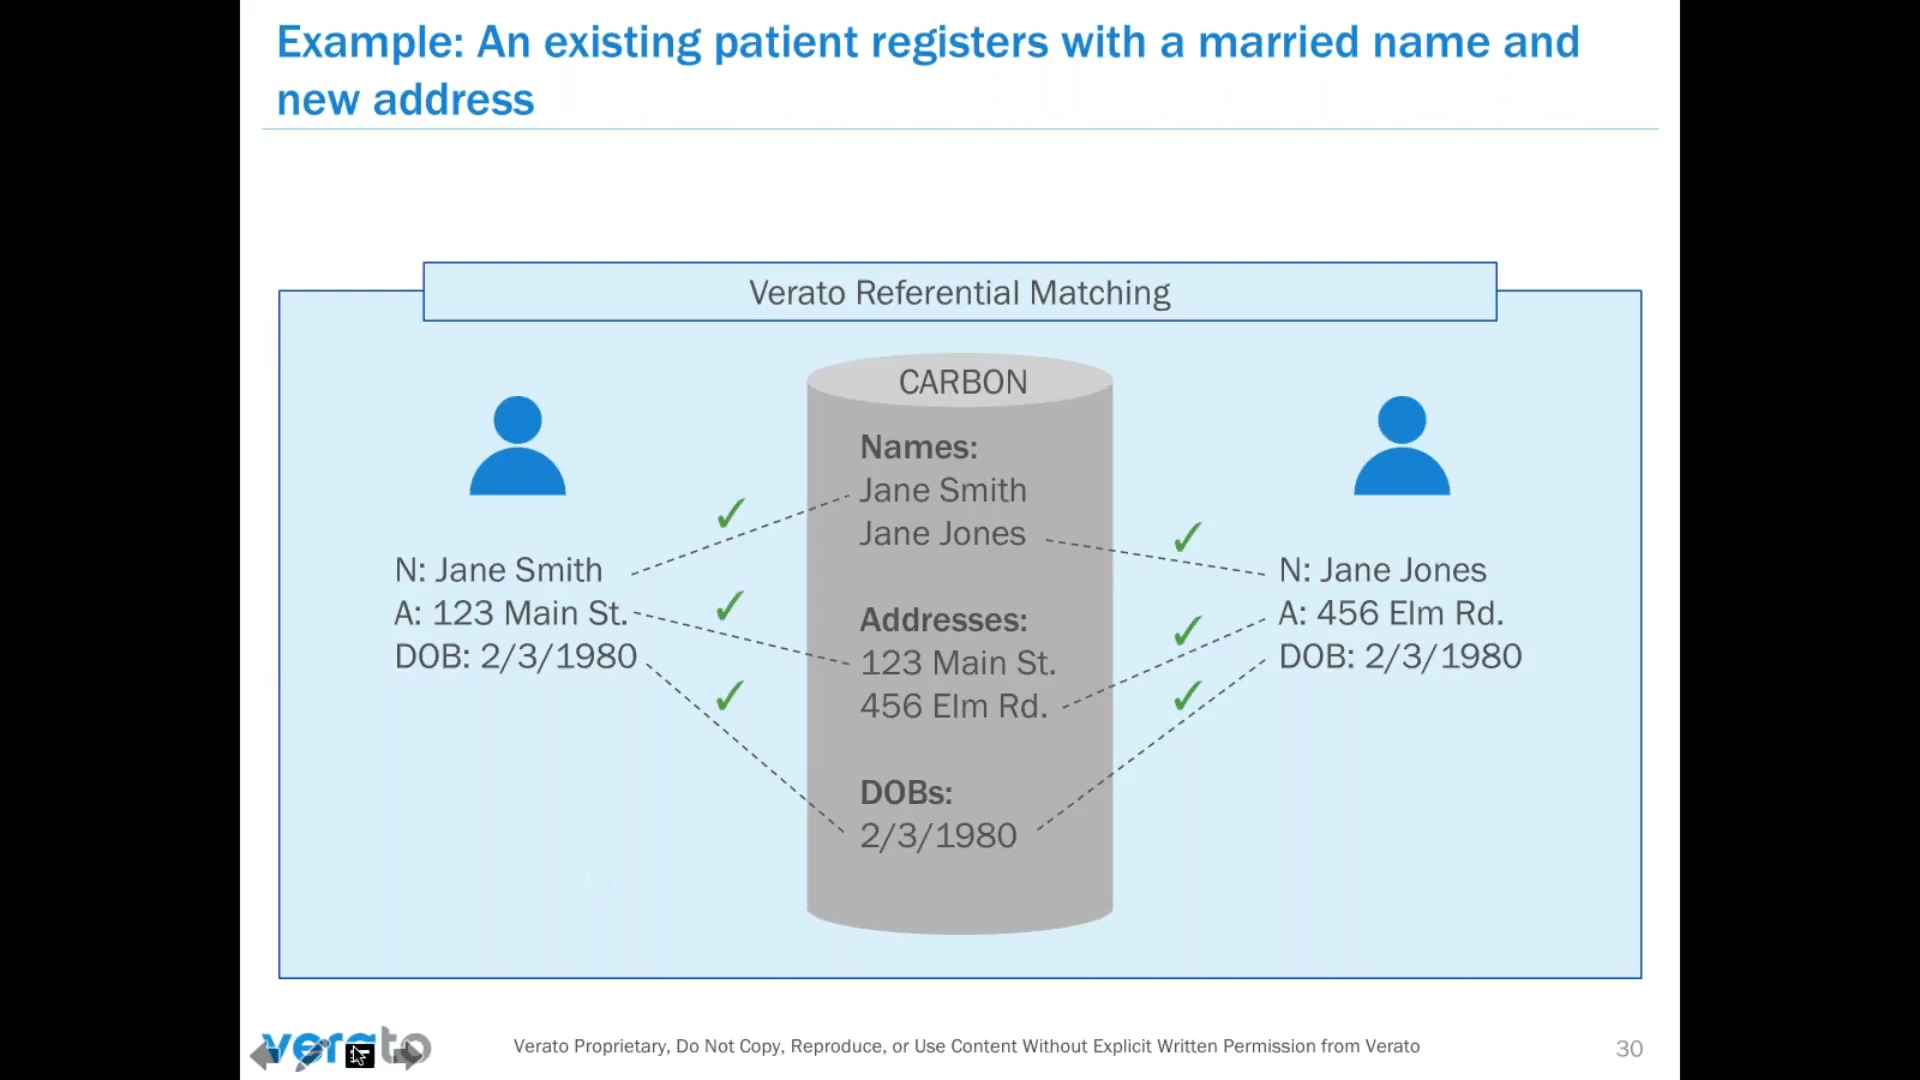 Example: An existing patient registers with a married name and
new address
Verato Referential Matching
CARBON
Names:
Jane Smith
Jane Jones
Addresses:
123 Main St.
456 Elm Rd.
DOBs:
2/3/1980
N: Jane Smith
A: 123 Main St.
DOB: 2/3/1980
N: Jane Jones
A: 456 Elm Rd.
DOB: 2/3/1980
verato
Verato Proprietary, Do Not Copy, Reproduce, or Use Content Without Explicit Written Permission from Verato
30